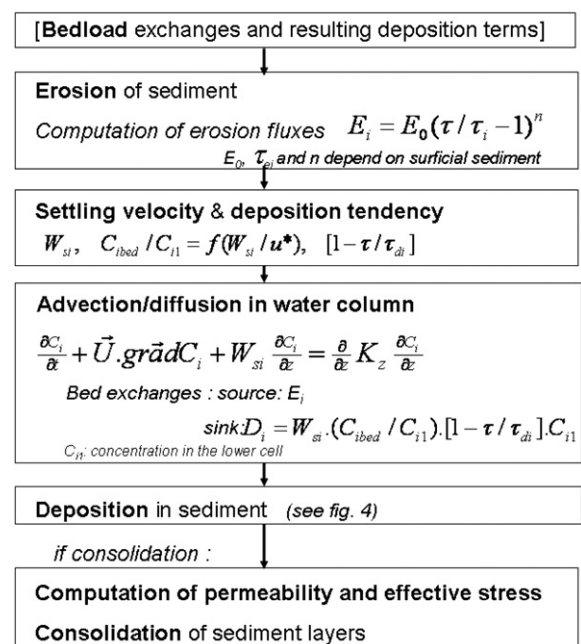 [Bedload exchanges and resulting deposition terms]
Erosion of sediment
Computation of erosion fluxes E_i = E_0(τ/τ_i −1)^n
E_0, τ_ei and n depend on surficial sediment
Settling velocity & deposition tendency
W_si, C_ibed / C_i1 = f(W_si / u*), [1−τ/τ_di]
Advection/diffusion in water column
∂C_i/∂t + U⃗.gra⃗dC_i + W_si ∂C_i/∂z = ∂/∂z K_z ∂C_i/∂z
Bed exchanges : source: E_i
sink:D_i = W_si.(C_ibed / C_i1).[1−τ/τ_di].C_i1
C_i1: concentration in the lower cell
Deposition in sediment (see fig. 4)
if consolidation :
Computation of permeability and effective stress
Consolidation of sediment layers